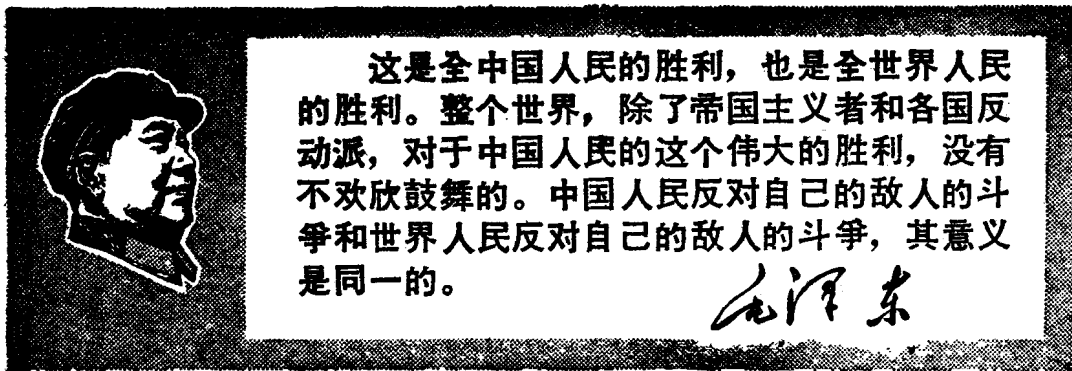 这是全中国人民的胜利，也是全世界人民
的胜利。整个世界，除了帝国主义者和各国反
动派，对于中国人民的这个伟大的胜利，没有
不欢欣鼓舞的。中国人民反对自己的敌人的斗
争和世界人民反对自己的敌人的斗争，其意义
是同一的。
毛泽东